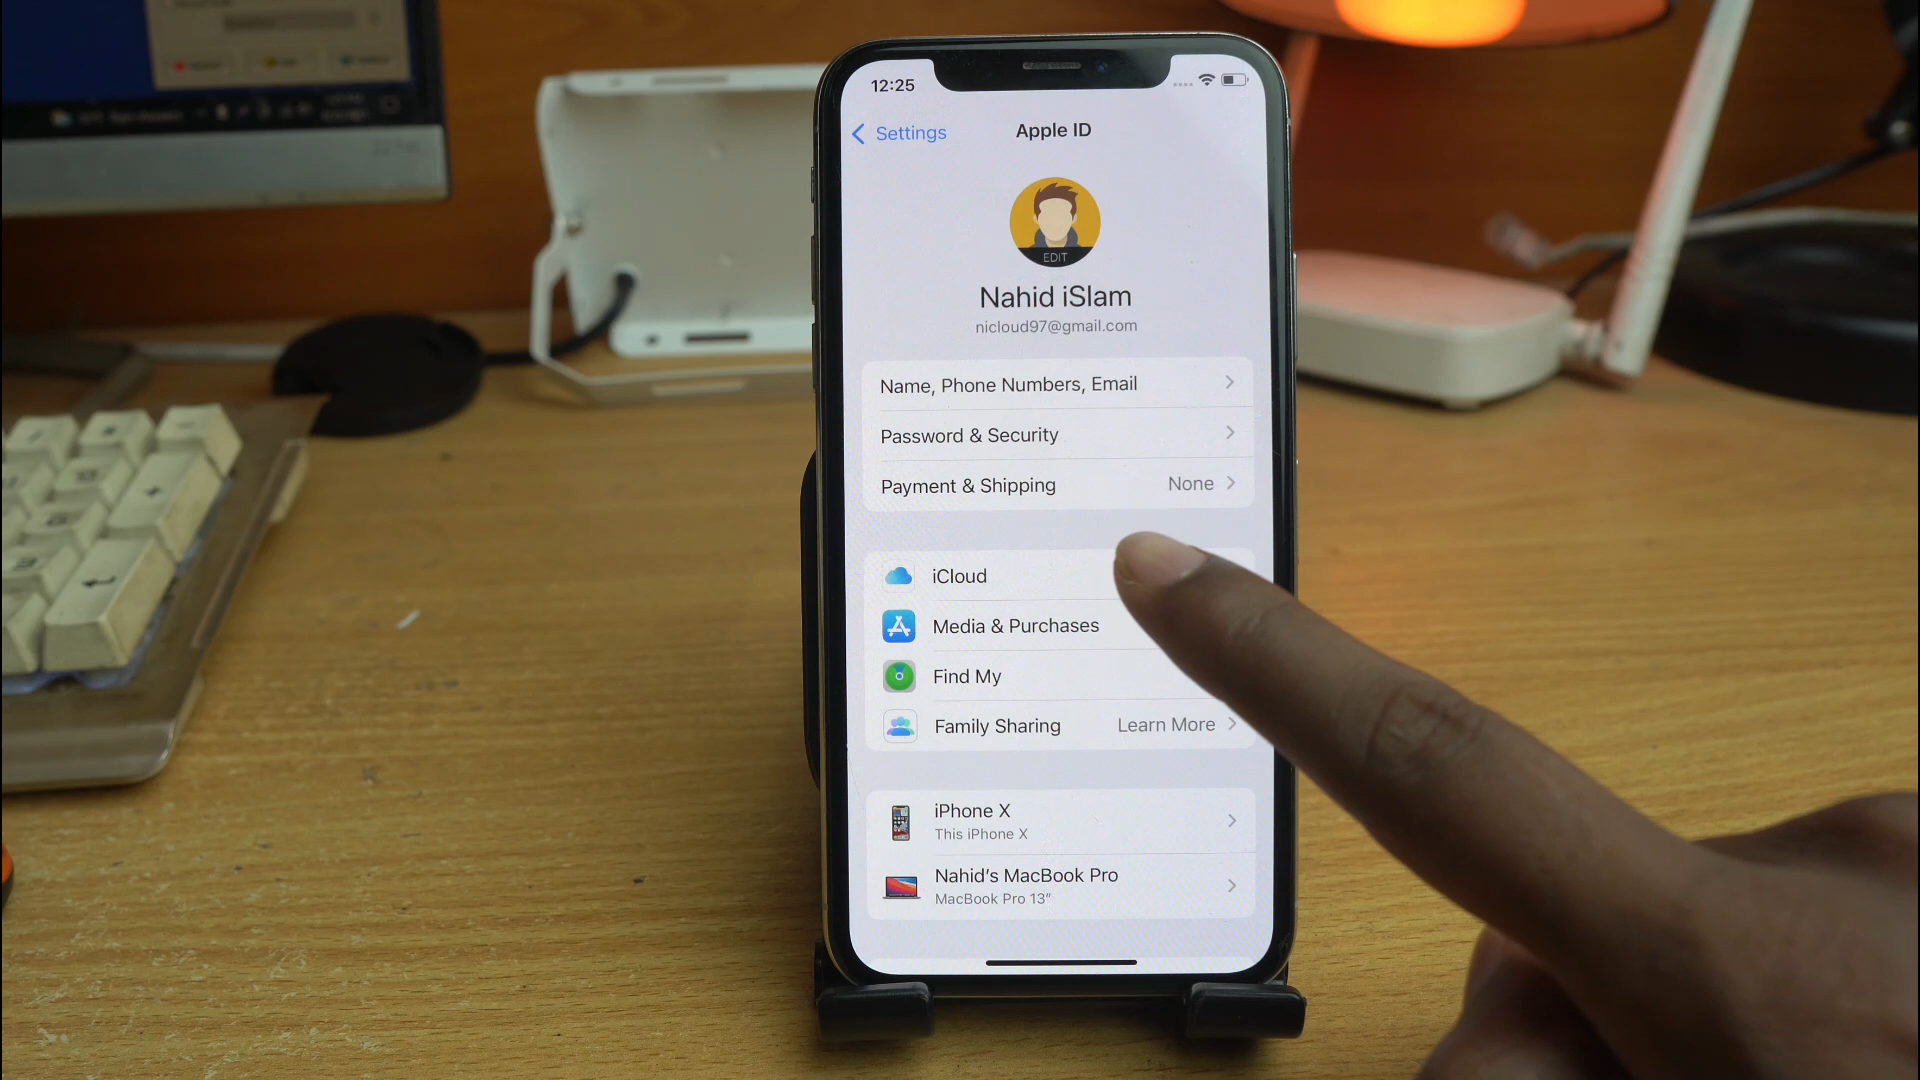 12:25
Settings
Apple ID
EDIT
Nahid iSlam
nicloud97@gmail.com
Name, Phone Numbers, Email
Password & Security
Payment & Shipping None
iCloud
Media & Purchases
Find My
Family Sharing Learn More
iPhone X
This iPhone X
Nahid's MacBook Pro
MacBook Pro 13"